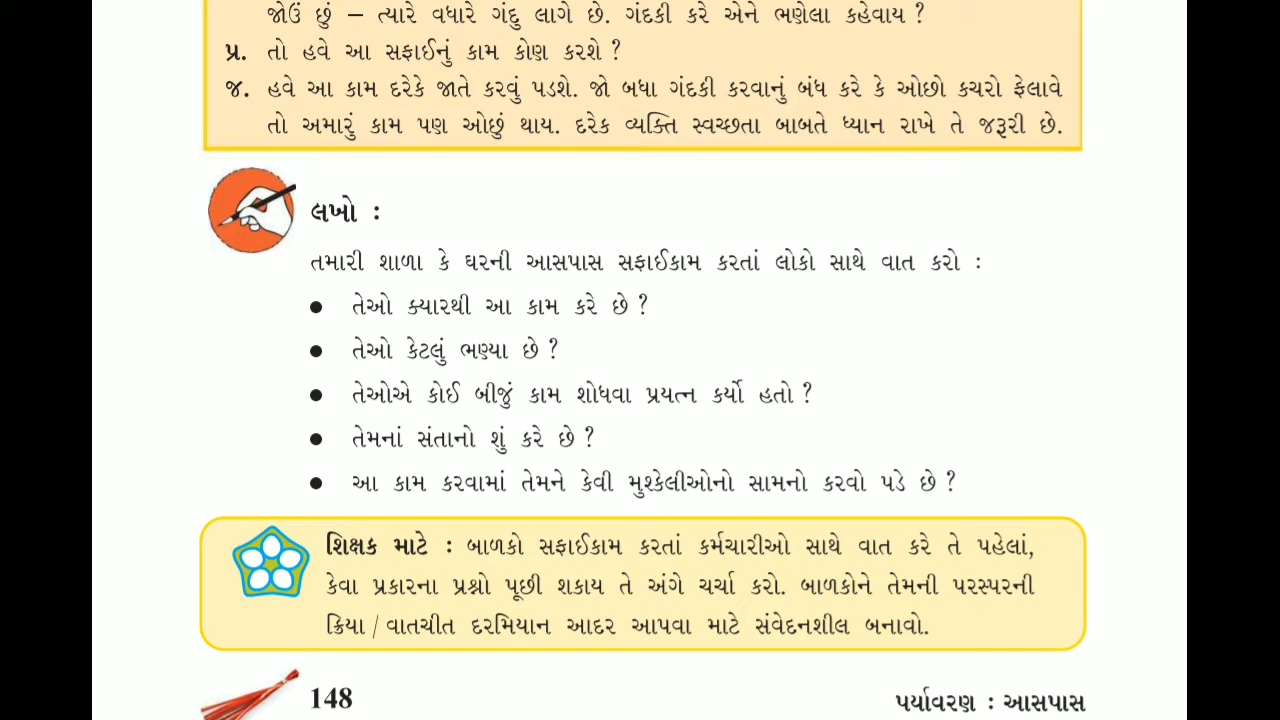 જોઉં છું – ત્યારે વધારે ગંદુ લાગે છે. ગંદકી કરે એને ભણેલા કહેવાય ?
પ્ર. તો હવે આ સફાઈનું કામ કોણ કરશે ?
જ. હવે આ કામ દરેકે જાતે કરવું પડશે. જો બધા ગંદકી કરવાનું બંધ કરે કે ઓછો કચરો ફેલાવે
તો અમારું કામ પણ ઓછું થાય. દરેક વ્યક્તિ સ્વચ્છતા બાબતે ધ્યાન રાખે તે જરૂરી છે.
લખો :
તમારી શાળા કે ઘરની આસપાસ સફાઈકામ કરતાં લોકો સાથે વાત કરો :
• તેઓ ક્યારથી આ કામ કરે છે ?
• તેઓ કેટલું ભણ્યા છે ?
• તેઓએ કોઈ બીજું કામ શોધવા પ્રયત્ન કર્યો હતો ?
• તેમનાં સંતાનો શું કરે છે ?
• આ કામ કરવામાં તેમને કેવી મુશ્કેલીઓનો સામનો કરવો પડે છે ?
શિક્ષક માટે : બાળકો સફાઈકામ કરતાં કર્મચારીઓ સાથે વાત કરે તે પહેલાં,
કેવા પ્રકારના પ્રશ્નો પૂછી શકાય તે અંગે ચર્ચા કરો. બાળકોને તેમની પરસ્પરની
ક્રિયા / વાતચીત દરમિયાન આદર આપવા માટે સંવેદનશીલ બનાવો.
148
પર્યાવરણ : આસપાસ